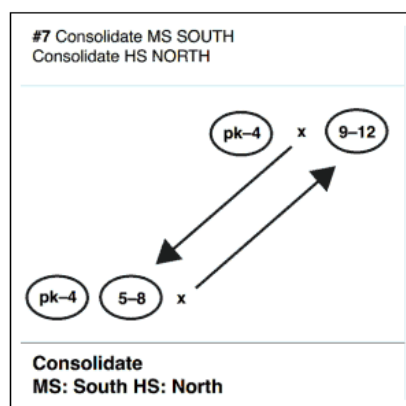 #7 Consolidate MS SOUTH
Consolidate HS NORTH
pk–4 x 9–12
pk–4 5–8 x
Consolidate
MS: South HS: North